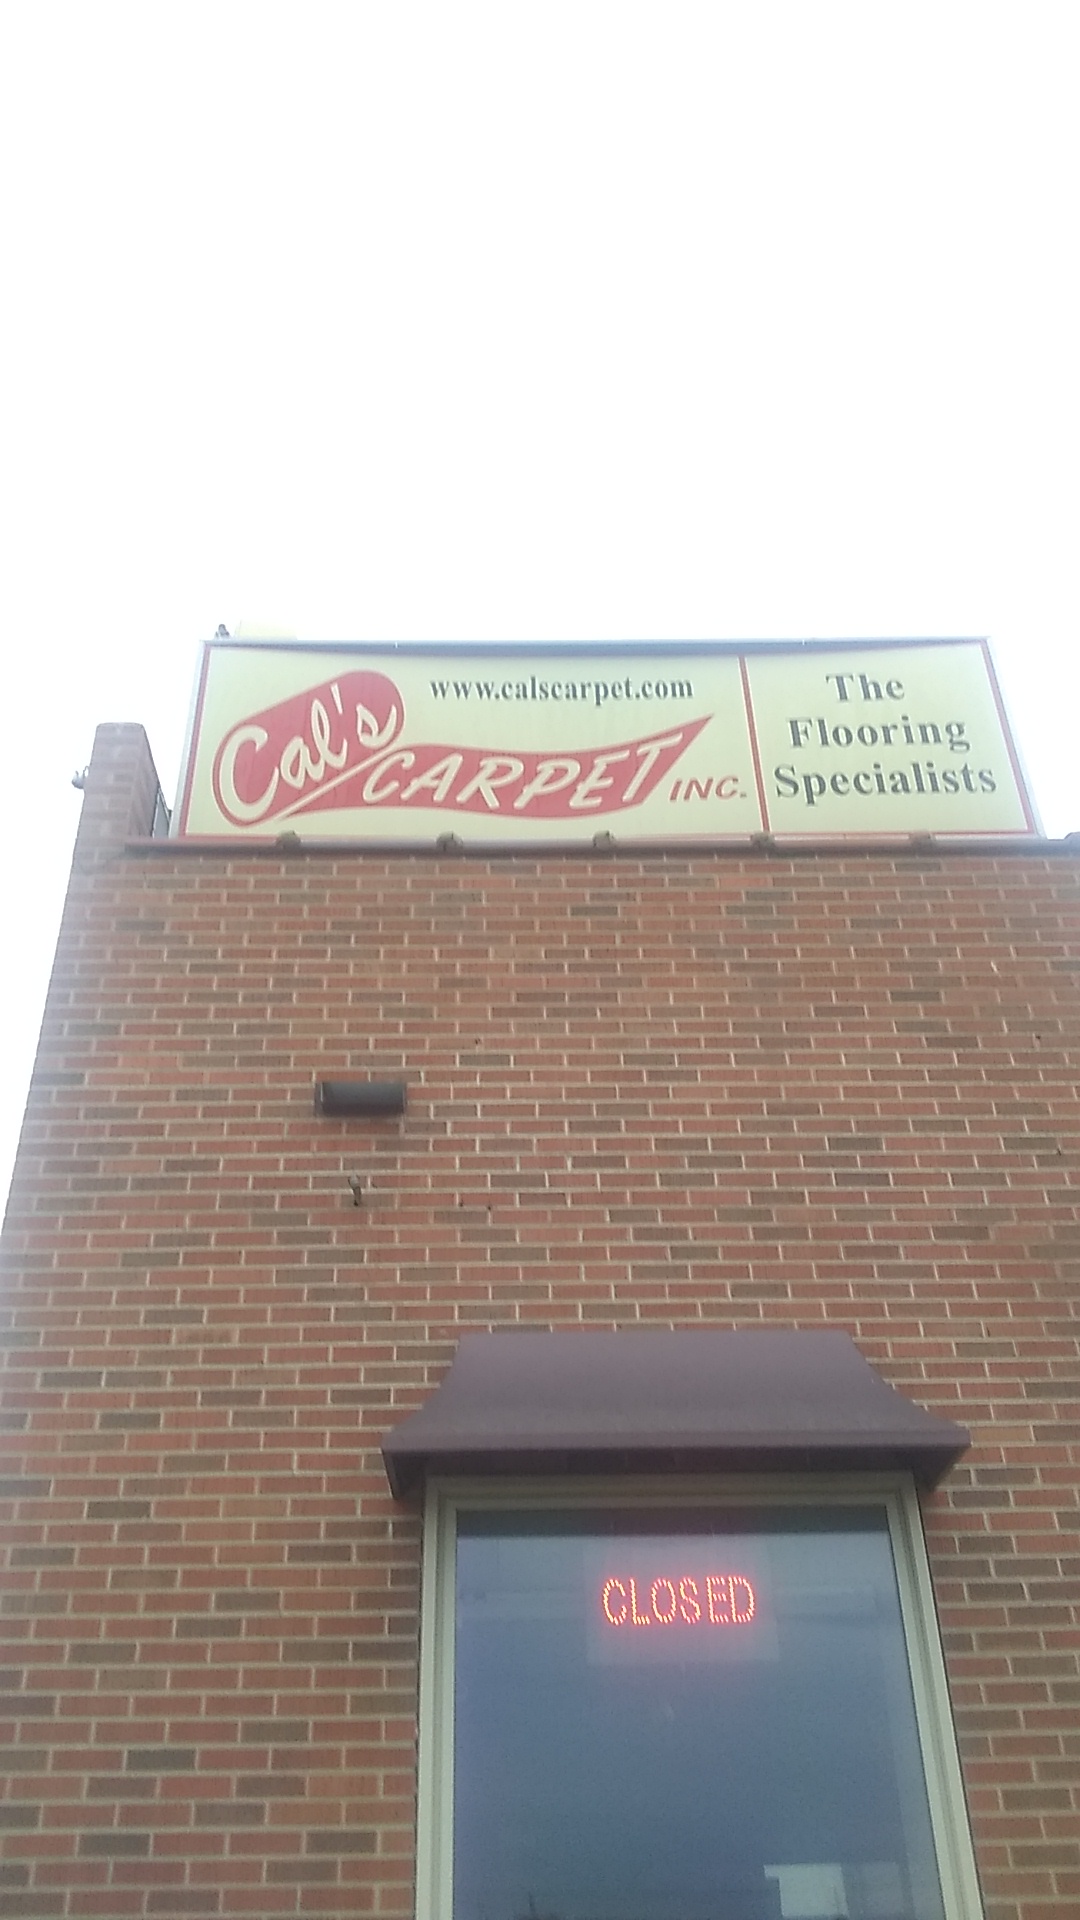 www.calscarpet.com
Cal's
CARPET INC.
The
Flooring
Specialists
CLOSED